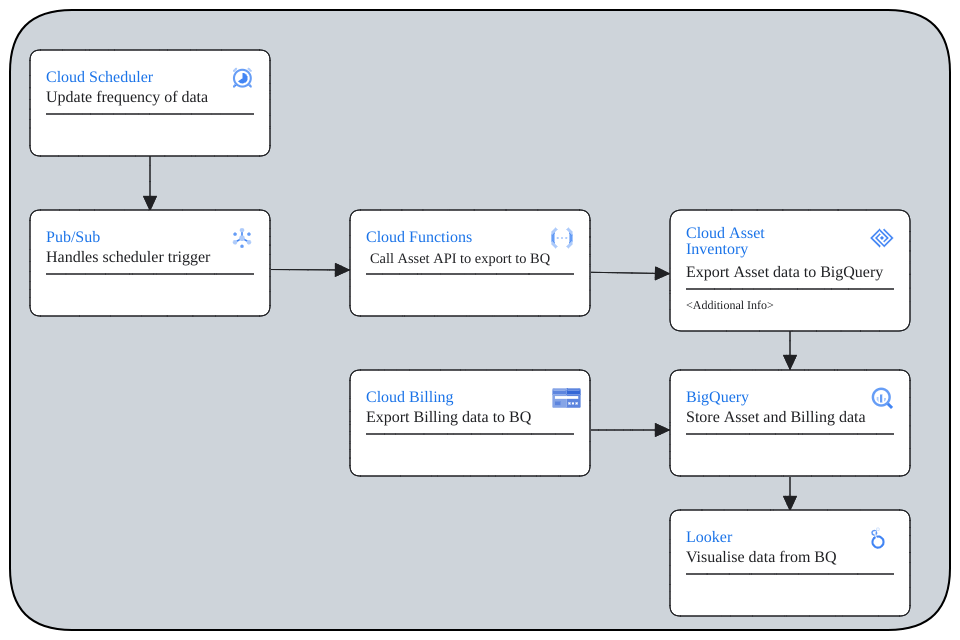 Cloud Scheduler
Update frequency of data
Pub/Sub
Handles scheduler trigger
Cloud Functions
Call Asset API to export to BQ
Cloud Asset
Inventory
Export Asset data to BigQuery
<Additional Info>
Cloud Billing
Export Billing data to BQ
BigQuery
Store Asset and Billing data
Looker
Visualise data from BQ